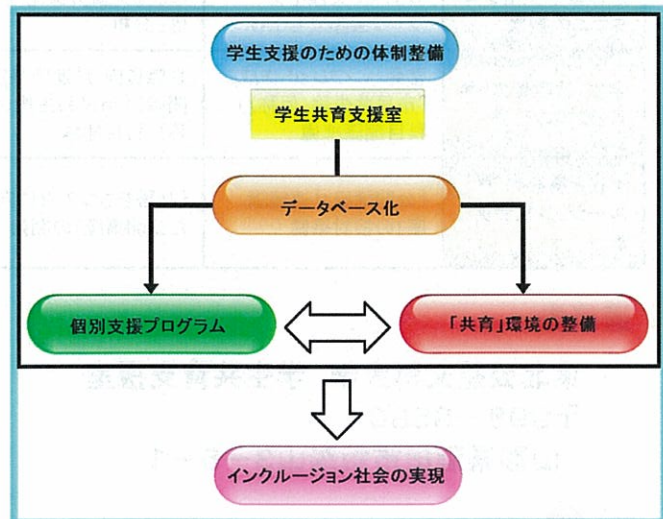 学生支援のための体制整備
学生共育支援室
データベース化
個別支援プログラム
「共育」環境の整備
インクルージョン社会の実現